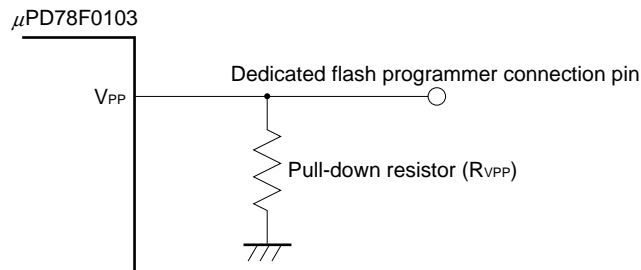 μPD78F0103
Dedicated flash programmer connection pin
VPP
Pull-down resistor (RVPP)